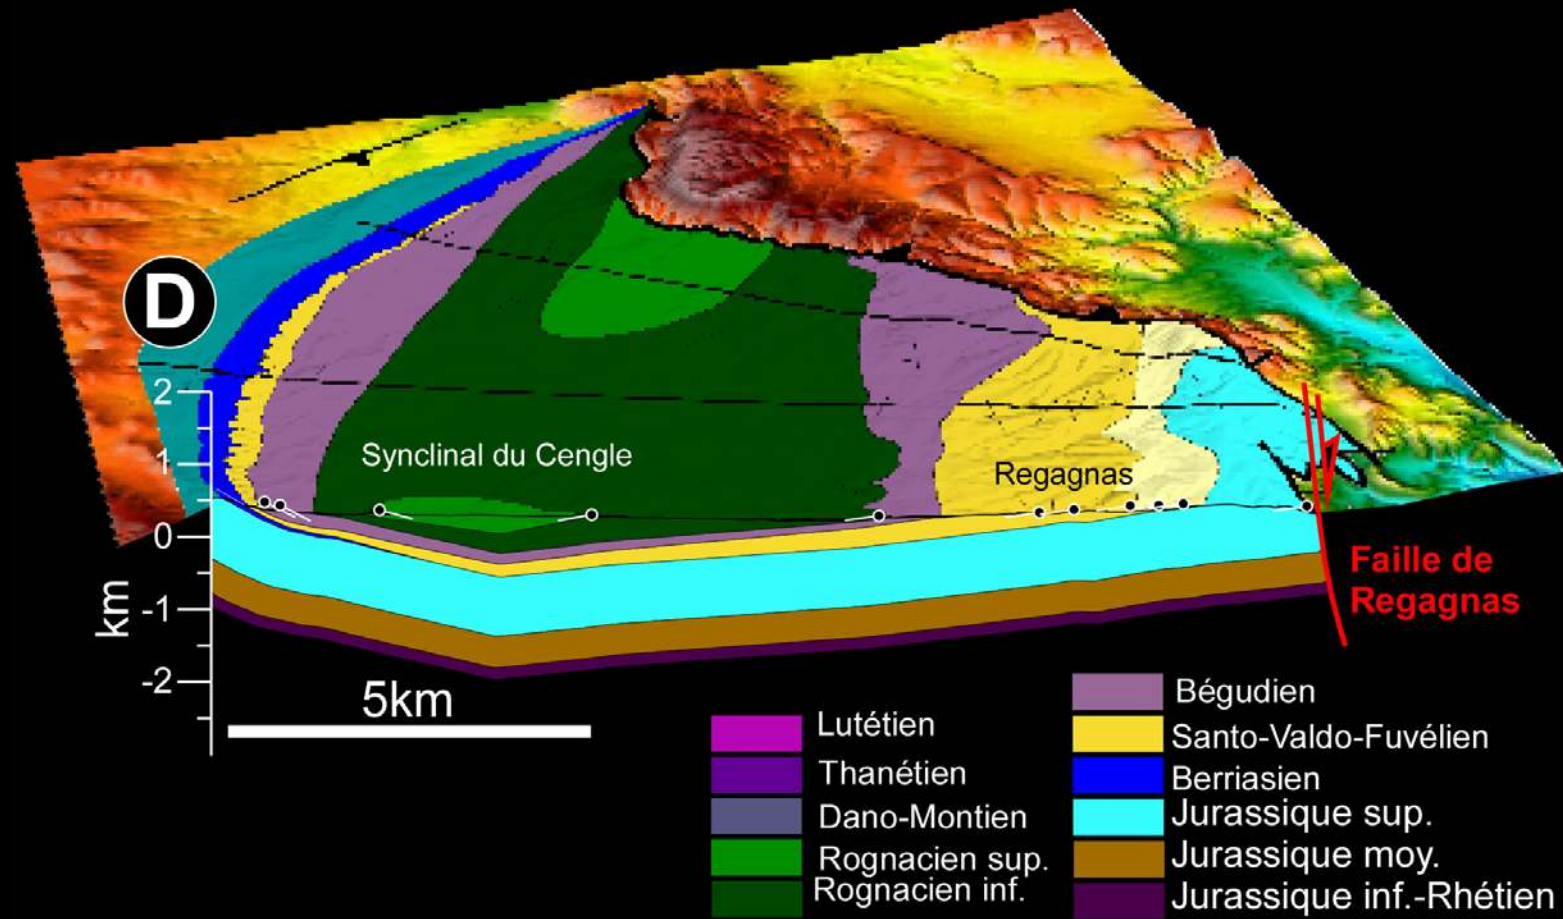 D
2
1
0
-1
-2
km
Synclinal du Cengle
Regagnas
Faille de
Regagnas
5km
Lutétien
Thanétien
Dano-Montien
Rognacien sup.
Rognacien inf.
Bégudien
Santo-Valdo-Fuvélien
Berriasien
Jurassique sup.
Jurassique moy.
Jurassique inf.-Rhétien